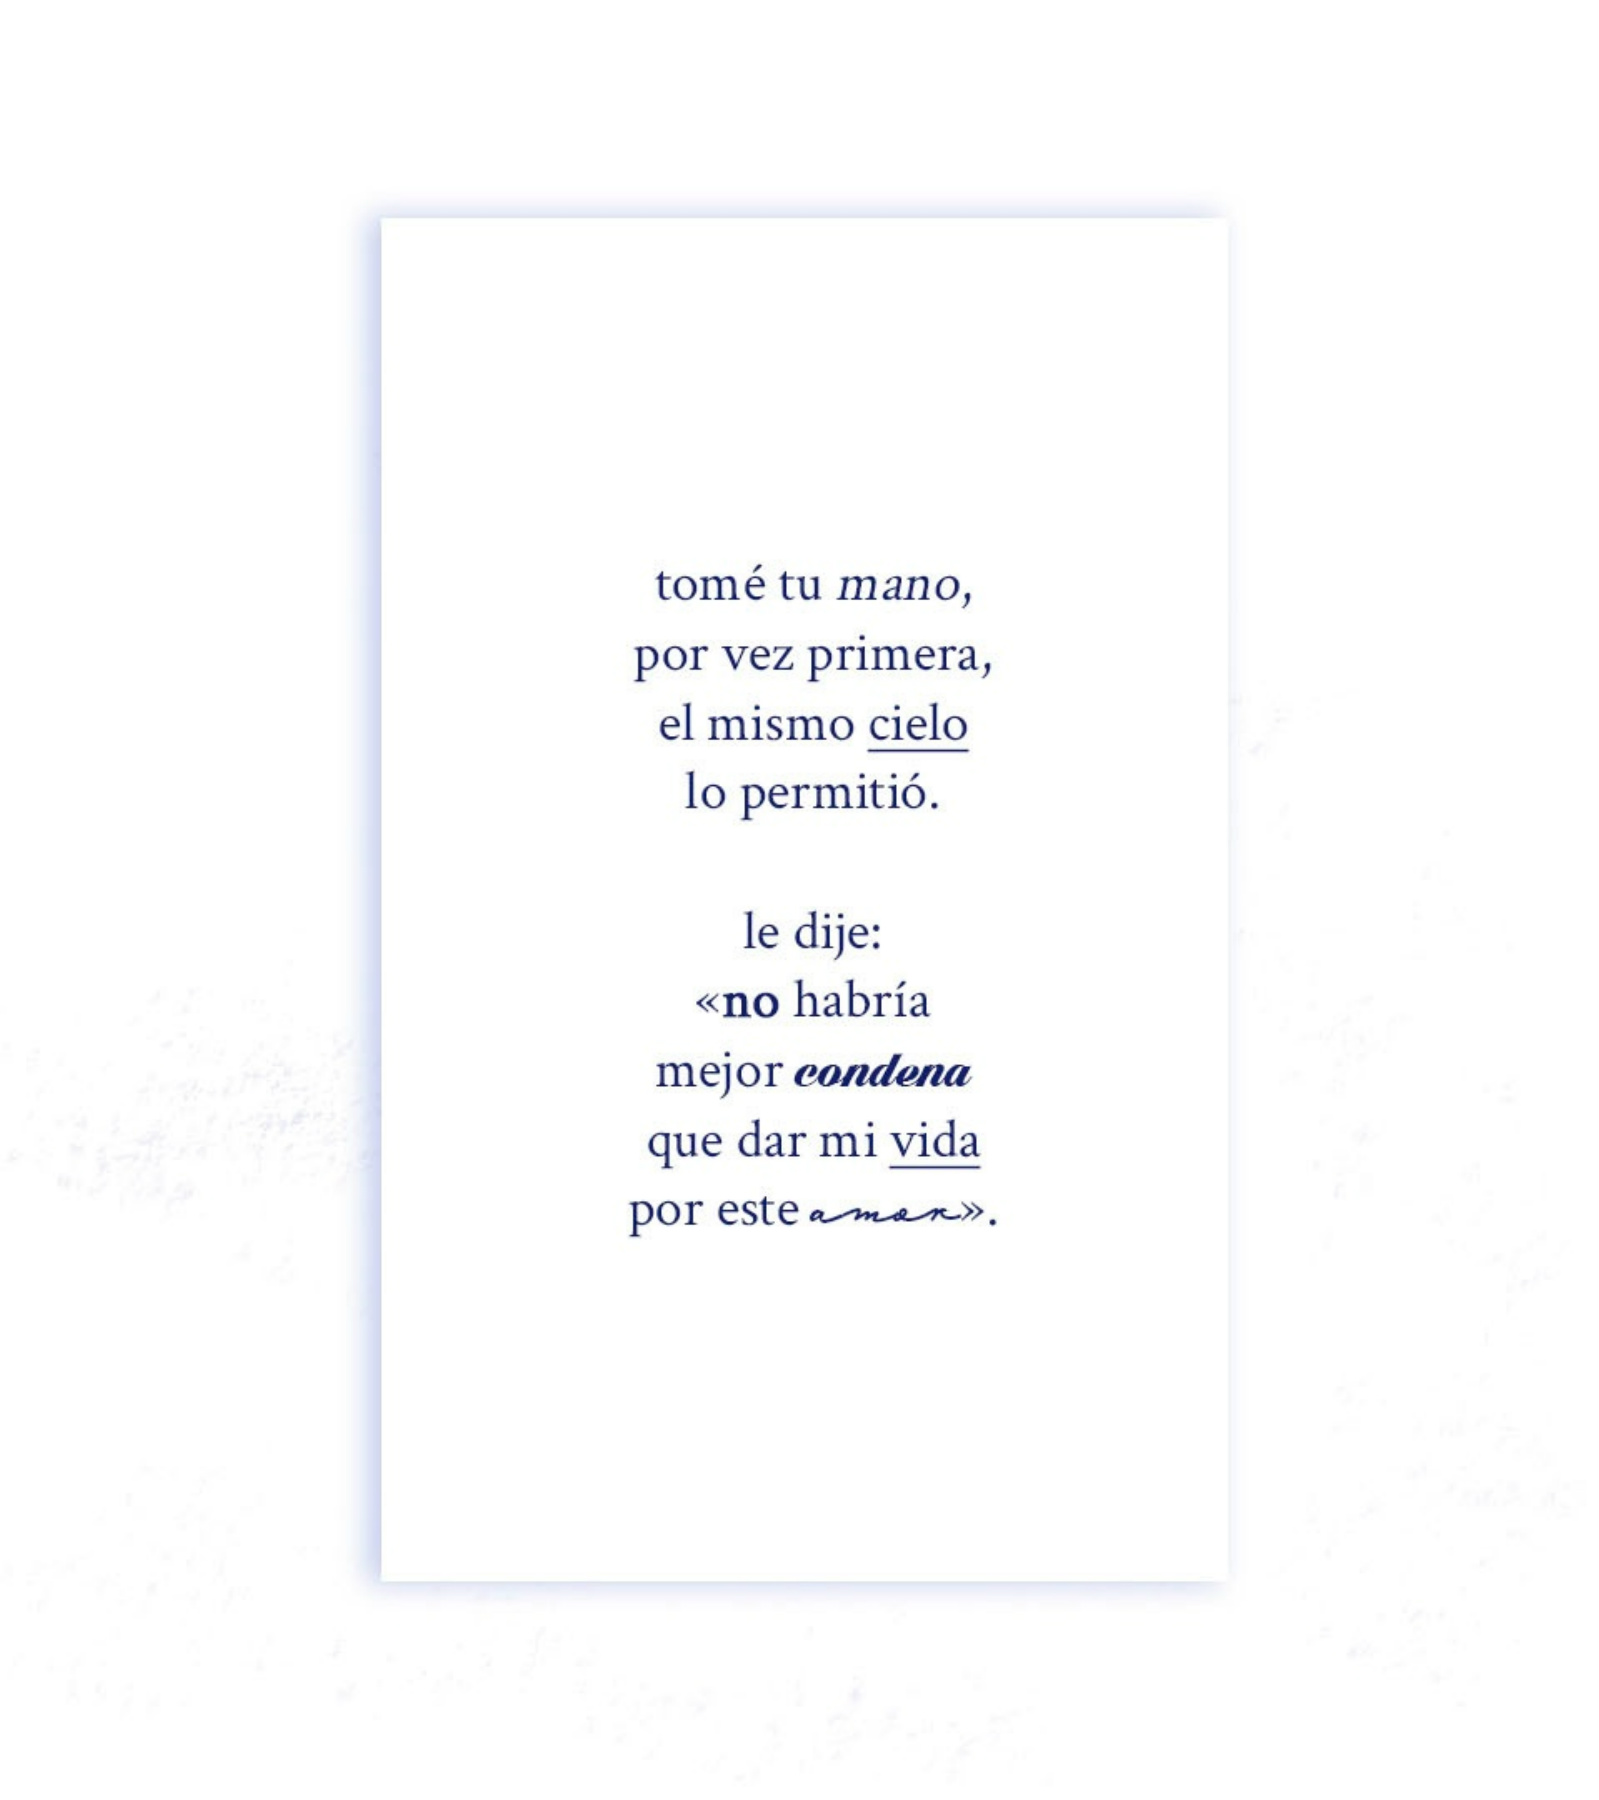 tomé tu mano,
por vez primera,
el mismo cielo
lo permitió.
le dije:
«no habría
mejor condena
que dar mi vida
por este amor».